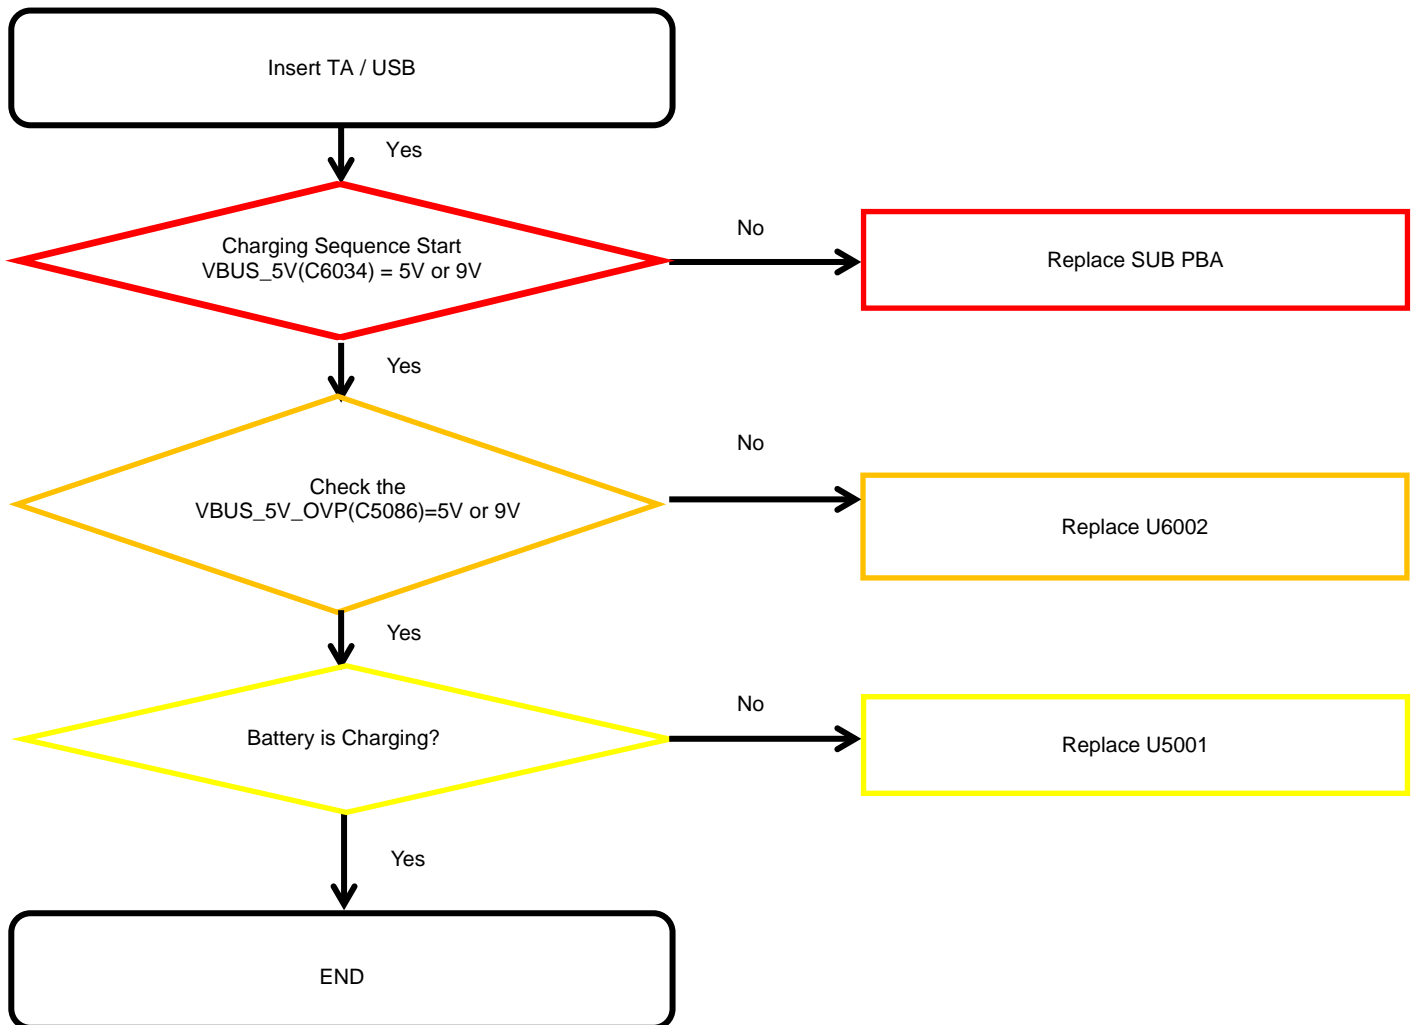 Insert TA / USB
Yes
Charging Sequence Start
VBUS_5V(C6034) = 5V or 9V
No
Replace SUB PBA
Yes
Check the
VBUS_5V_OVP(C5086)=5V or 9V
No
Replace U6002
Yes
Battery is Charging?
No
Replace U5001
Yes
END